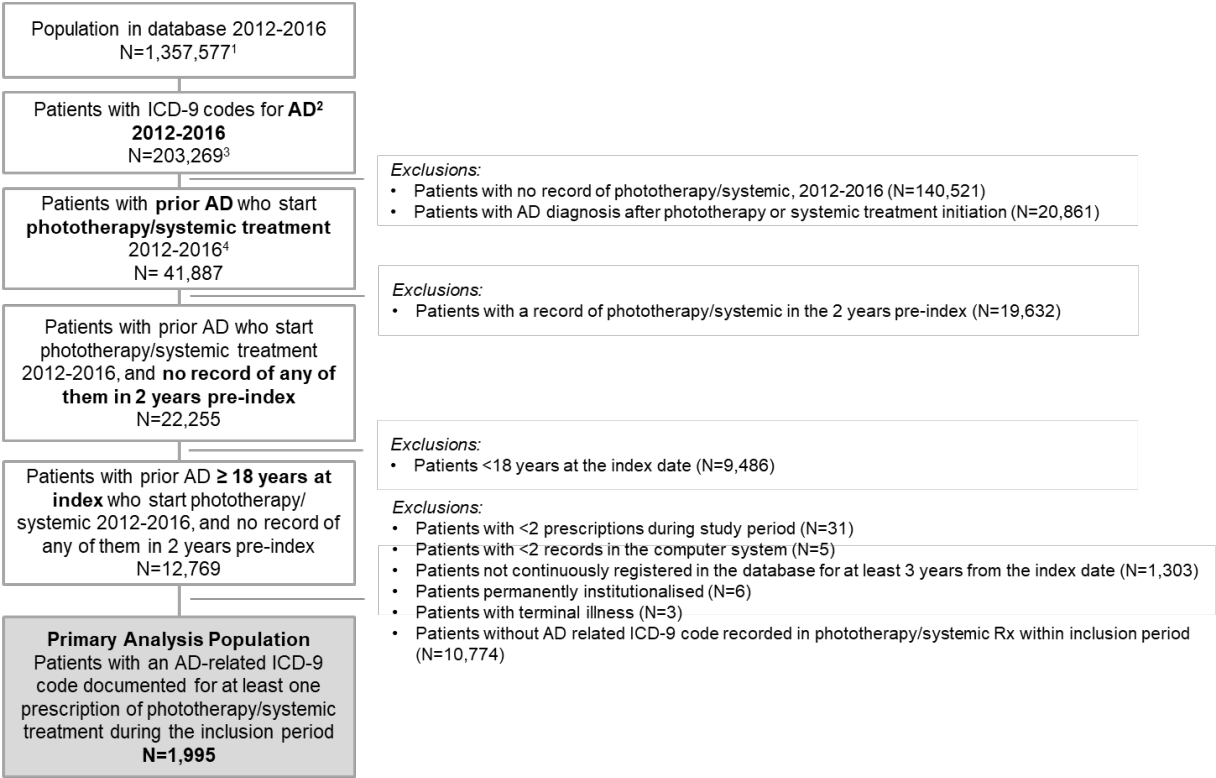 Population in database 2012-2016
N=1,357,577¹
Patients with ICD-9 codes for AD²
2012-2016
N=203,269³
Exclusions:
• Patients with no record of phototherapy/systemic, 2012-2016 (N=140,521)
• Patients with AD diagnosis after phototherapy or systemic treatment initiation (N=20,861)
Patients with prior AD who start
phototherapy/systemic treatment
2012-2016⁴
N= 41,887
Exclusions:
• Patients with a record of phototherapy/systemic in the 2 years pre-index (N=19,632)
Patients with prior AD who start
phototherapy/systemic treatment
2012-2016, and no record of any of
them in 2 years pre-index
N=22,255
Exclusions:
• Patients <18 years at the index date (N=9,486)
Patients with prior AD ≥ 18 years at
index who start phototherapy/
systemic 2012-2016, and no record of
any of them in 2 years pre-index
N=12,769
Exclusions:
• Patients with <2 prescriptions during study period (N=31)
• Patients with <2 records in the computer system (N=5)
• Patients not continuously registered in the database for at least 3 years from the index date (N=1,303)
• Patients permanently institutionalised (N=6)
• Patients with terminal illness (N=3)
• Patients without AD related ICD-9 code recorded in phototherapy/systemic Rx within inclusion period
(N=10,774)
Primary Analysis Population
Patients with an AD-related ICD-9
code documented for at least one
prescription of phototherapy/systemic
treatment during the inclusion period
N=1,995